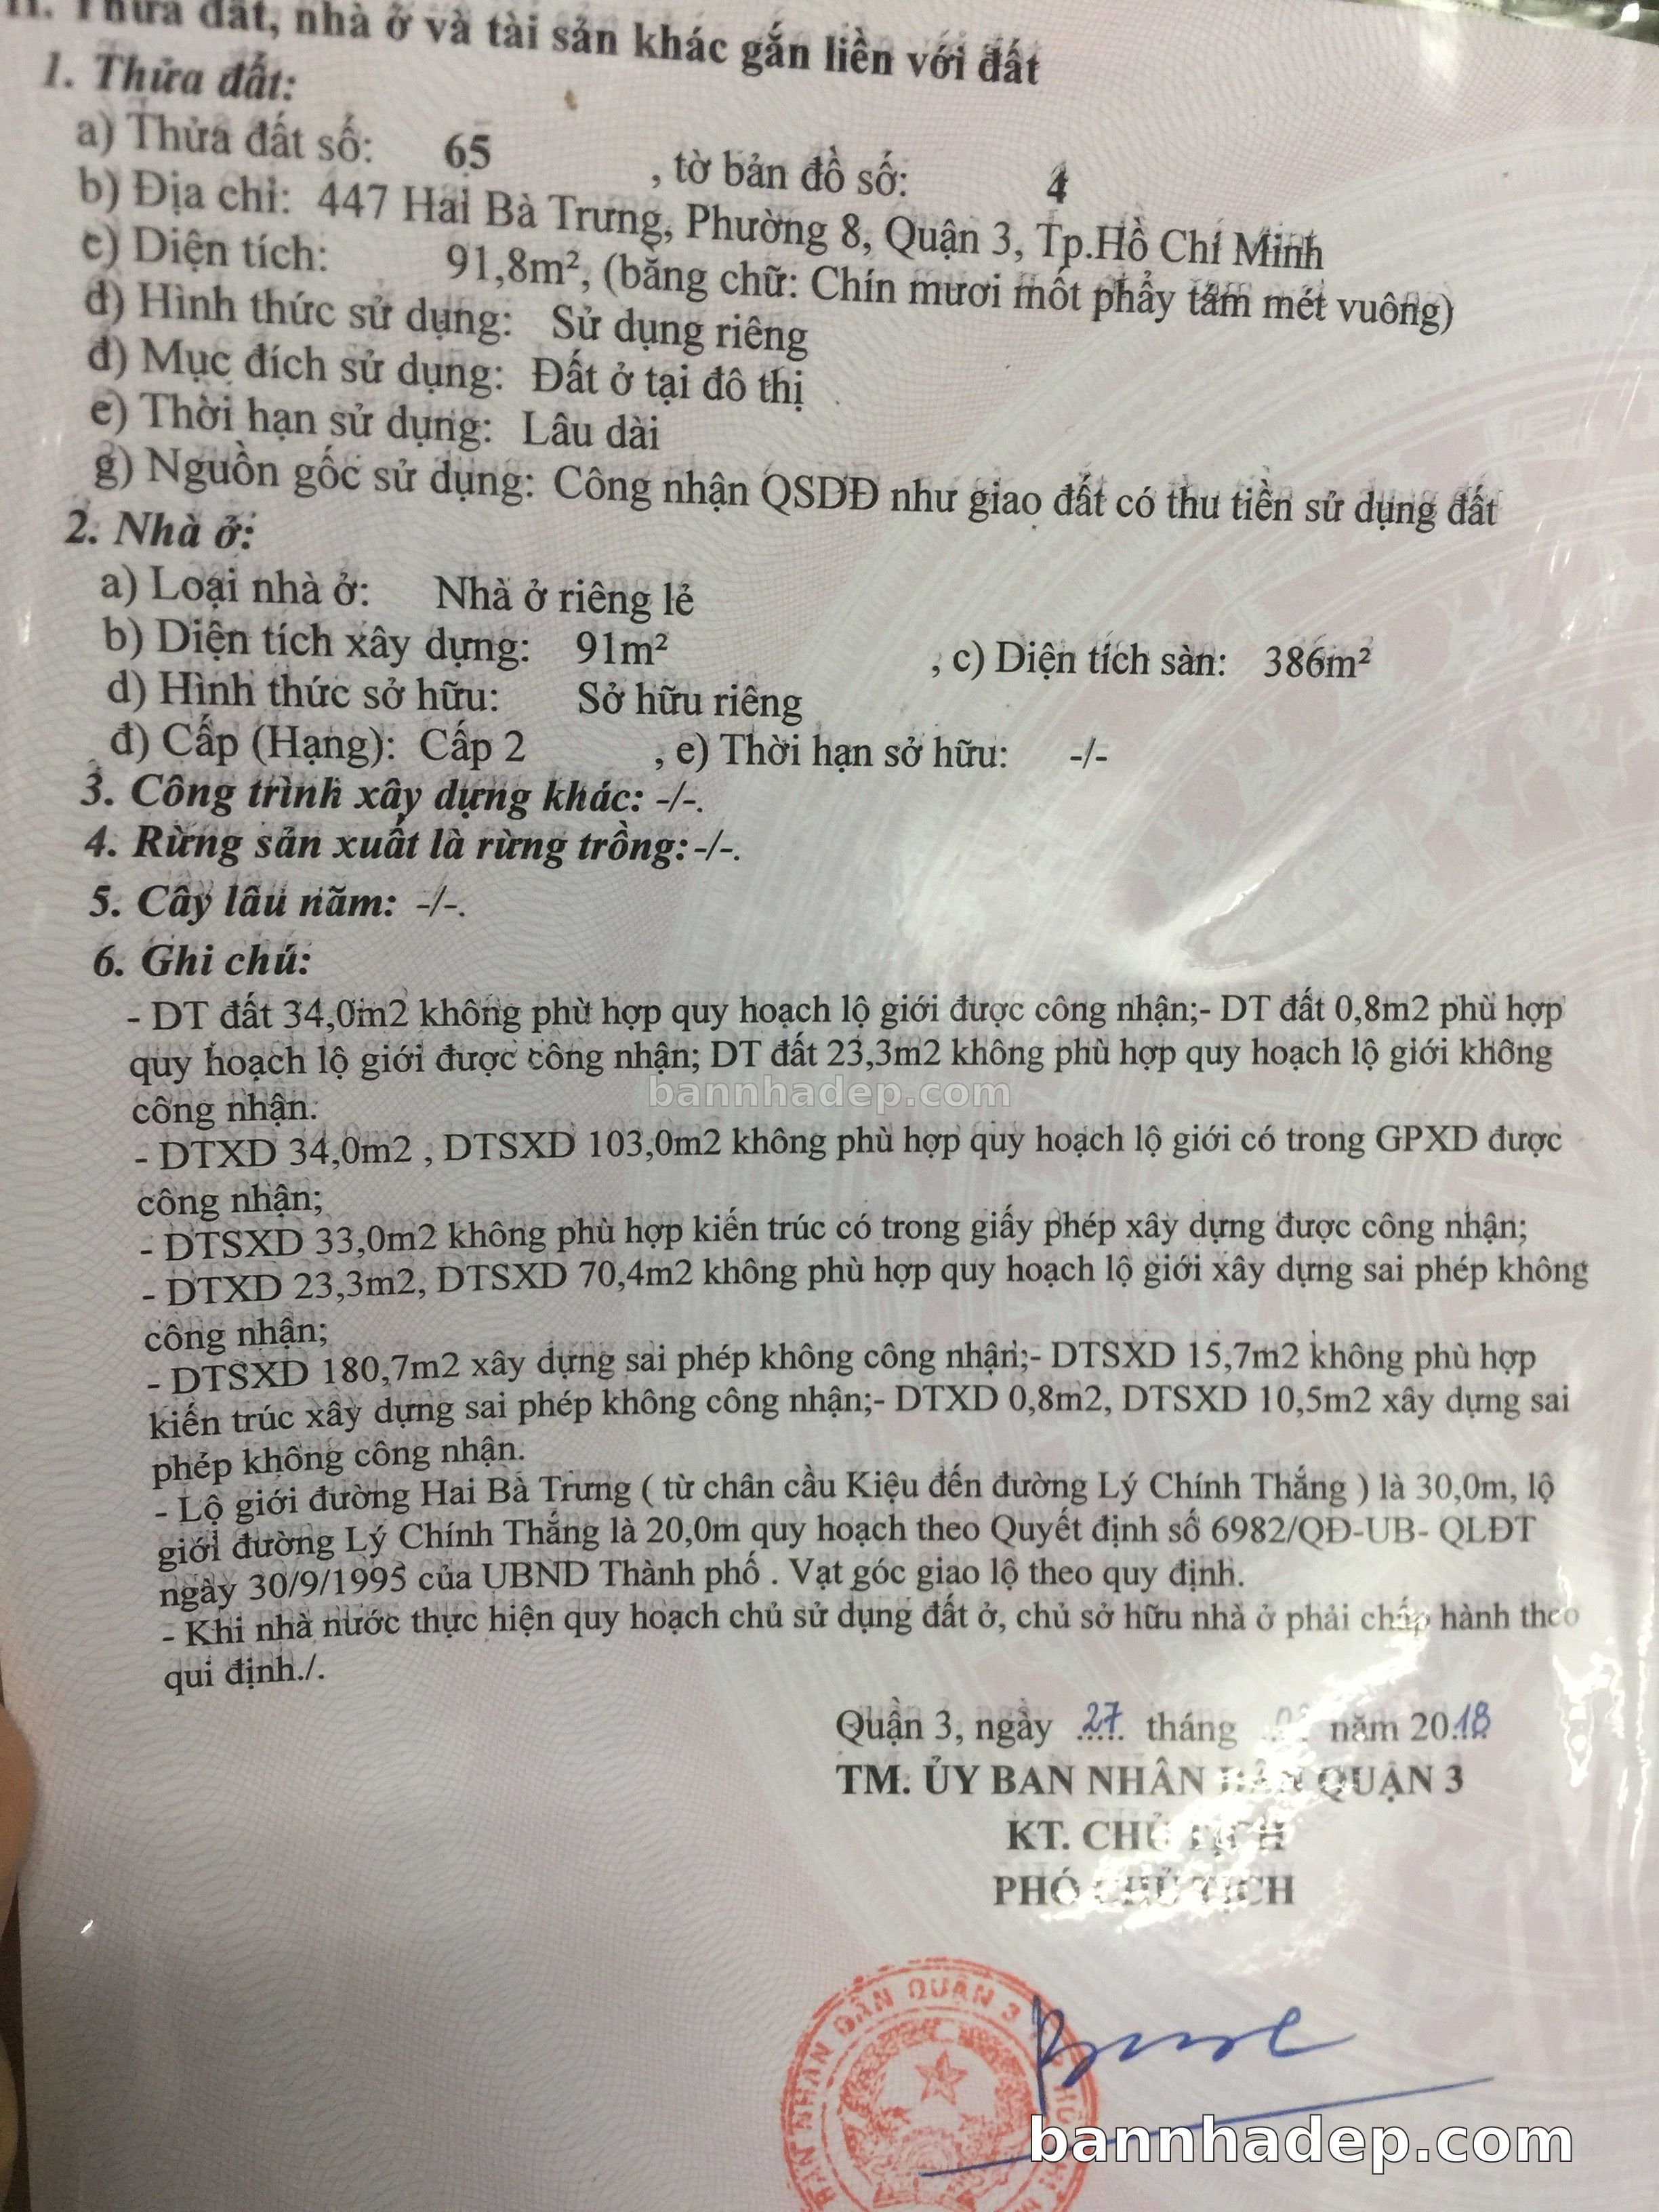 II. Thửa đất, nhà ở và tài sản khác gắn liền với đất
1. Thửa đất:
a) Thửa đất số: 65 , tờ bản đồ số: 4
b) Địa chỉ: 447 Hai Bà Trưng, Phường 8, Quận 3, Tp.Hồ Chí Minh
c) Diện tích: 91,8m², (bằng chữ: Chín mươi mốt phẩy tám mét vuông)
d) Hình thức sử dụng: Sử dụng riêng
đ) Mục đích sử dụng: Đất ở tại đô thị
e) Thời hạn sử dụng: Lâu dài
g) Nguồn gốc sử dụng: Công nhận QSDĐ như giao đất có thu tiền sử dụng đất
2. Nhà ở:
a) Loại nhà ở: Nhà ở riêng lẻ
b) Diện tích xây dựng: 91m² , c) Diện tích sàn: 386m²
d) Hình thức sở hữu: Sở hữu riêng
đ) Cấp (Hạng): Cấp 2 , e) Thời hạn sở hữu: -/-
3. Công trình xây dựng khác: -/-.
4. Rừng sản xuất là rừng trồng:-/-.
5. Cây lâu năm: -/-.
6. Ghi chú:
- DT đất 34,0m2 không phù hợp quy hoạch lộ giới được công nhận;- DT đất 0,8m2 phù hợp
quy hoạch lộ giới được công nhận; DT đất 23,3m2 không phù hợp quy hoạch lộ giới không
bannhadep.com
công nhận.
- DTXD 34,0m2 , DTSXD 103,0m2 không phù hợp quy hoạch lộ giới có trong GPXD được
công nhận;
- DTSXD 33,0m2 không phù hợp kiến trúc có trong giấy phép xây dựng được công nhận;
- DTXD 23,3m2, DTSXD 70,4m2 không phù hợp quy hoạch lộ giới xây dựng sai phép không
công nhận;
- DTSXD 180,7m2 xây dựng sai phép không công nhận;- DTSXD 15,7m2 không phù hợp
kiến trúc xây dựng sai phép không công nhận;- DTXD 0,8m2, DTSXD 10,5m2 xây dựng sai
phép không công nhận.
- Lộ giới đường Hai Bà Trưng ( từ chân cầu Kiệu đến đường Lý Chính Thắng ) là 30,0m, lộ
giới đường Lý Chính Thắng là 20,0m quy hoạch theo Quyết định số 6982/QĐ-UB- QLĐT
ngày 30/9/1995 của UBND Thành phố . Vạt góc giao lộ theo quy định.
- Khi nhà nước thực hiện quy hoạch chủ sử dụng đất ở, chủ sở hữu nhà ở phải chấp hành theo
qui định./.
Quận 3, ngày 27 tháng năm 2018
TM. ỦY BAN NHÂN DÂN QUẬN 3
KT. CHỦ TỊCH
PHÓ CHỦ TỊCH
BAN NHÂN DÂN QUẬN 3
bannhadep.com